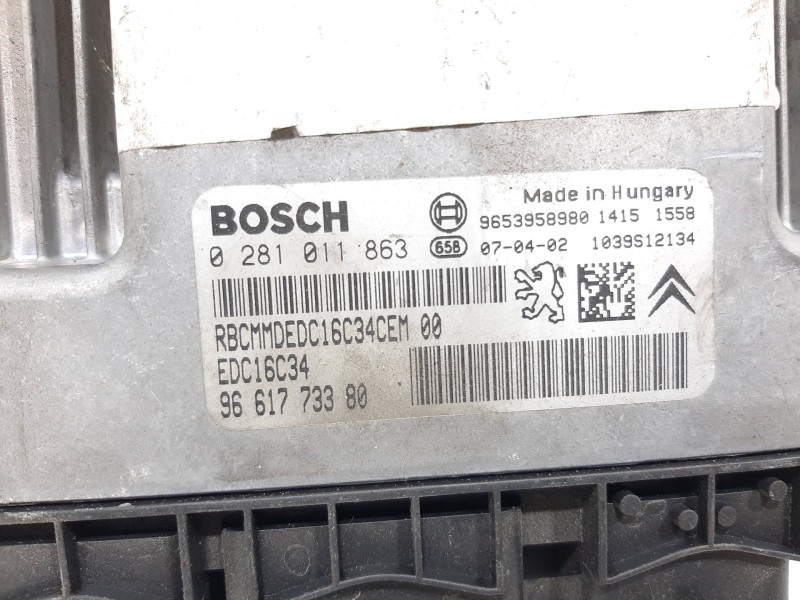 BOSCH
Made in Hungary
9653958980 1415 1558
0 281 011 863
65B 07-04-02 1039S12134
RBCMMDEDC16C34CEM 00
EDC16C34
96 617 733 80